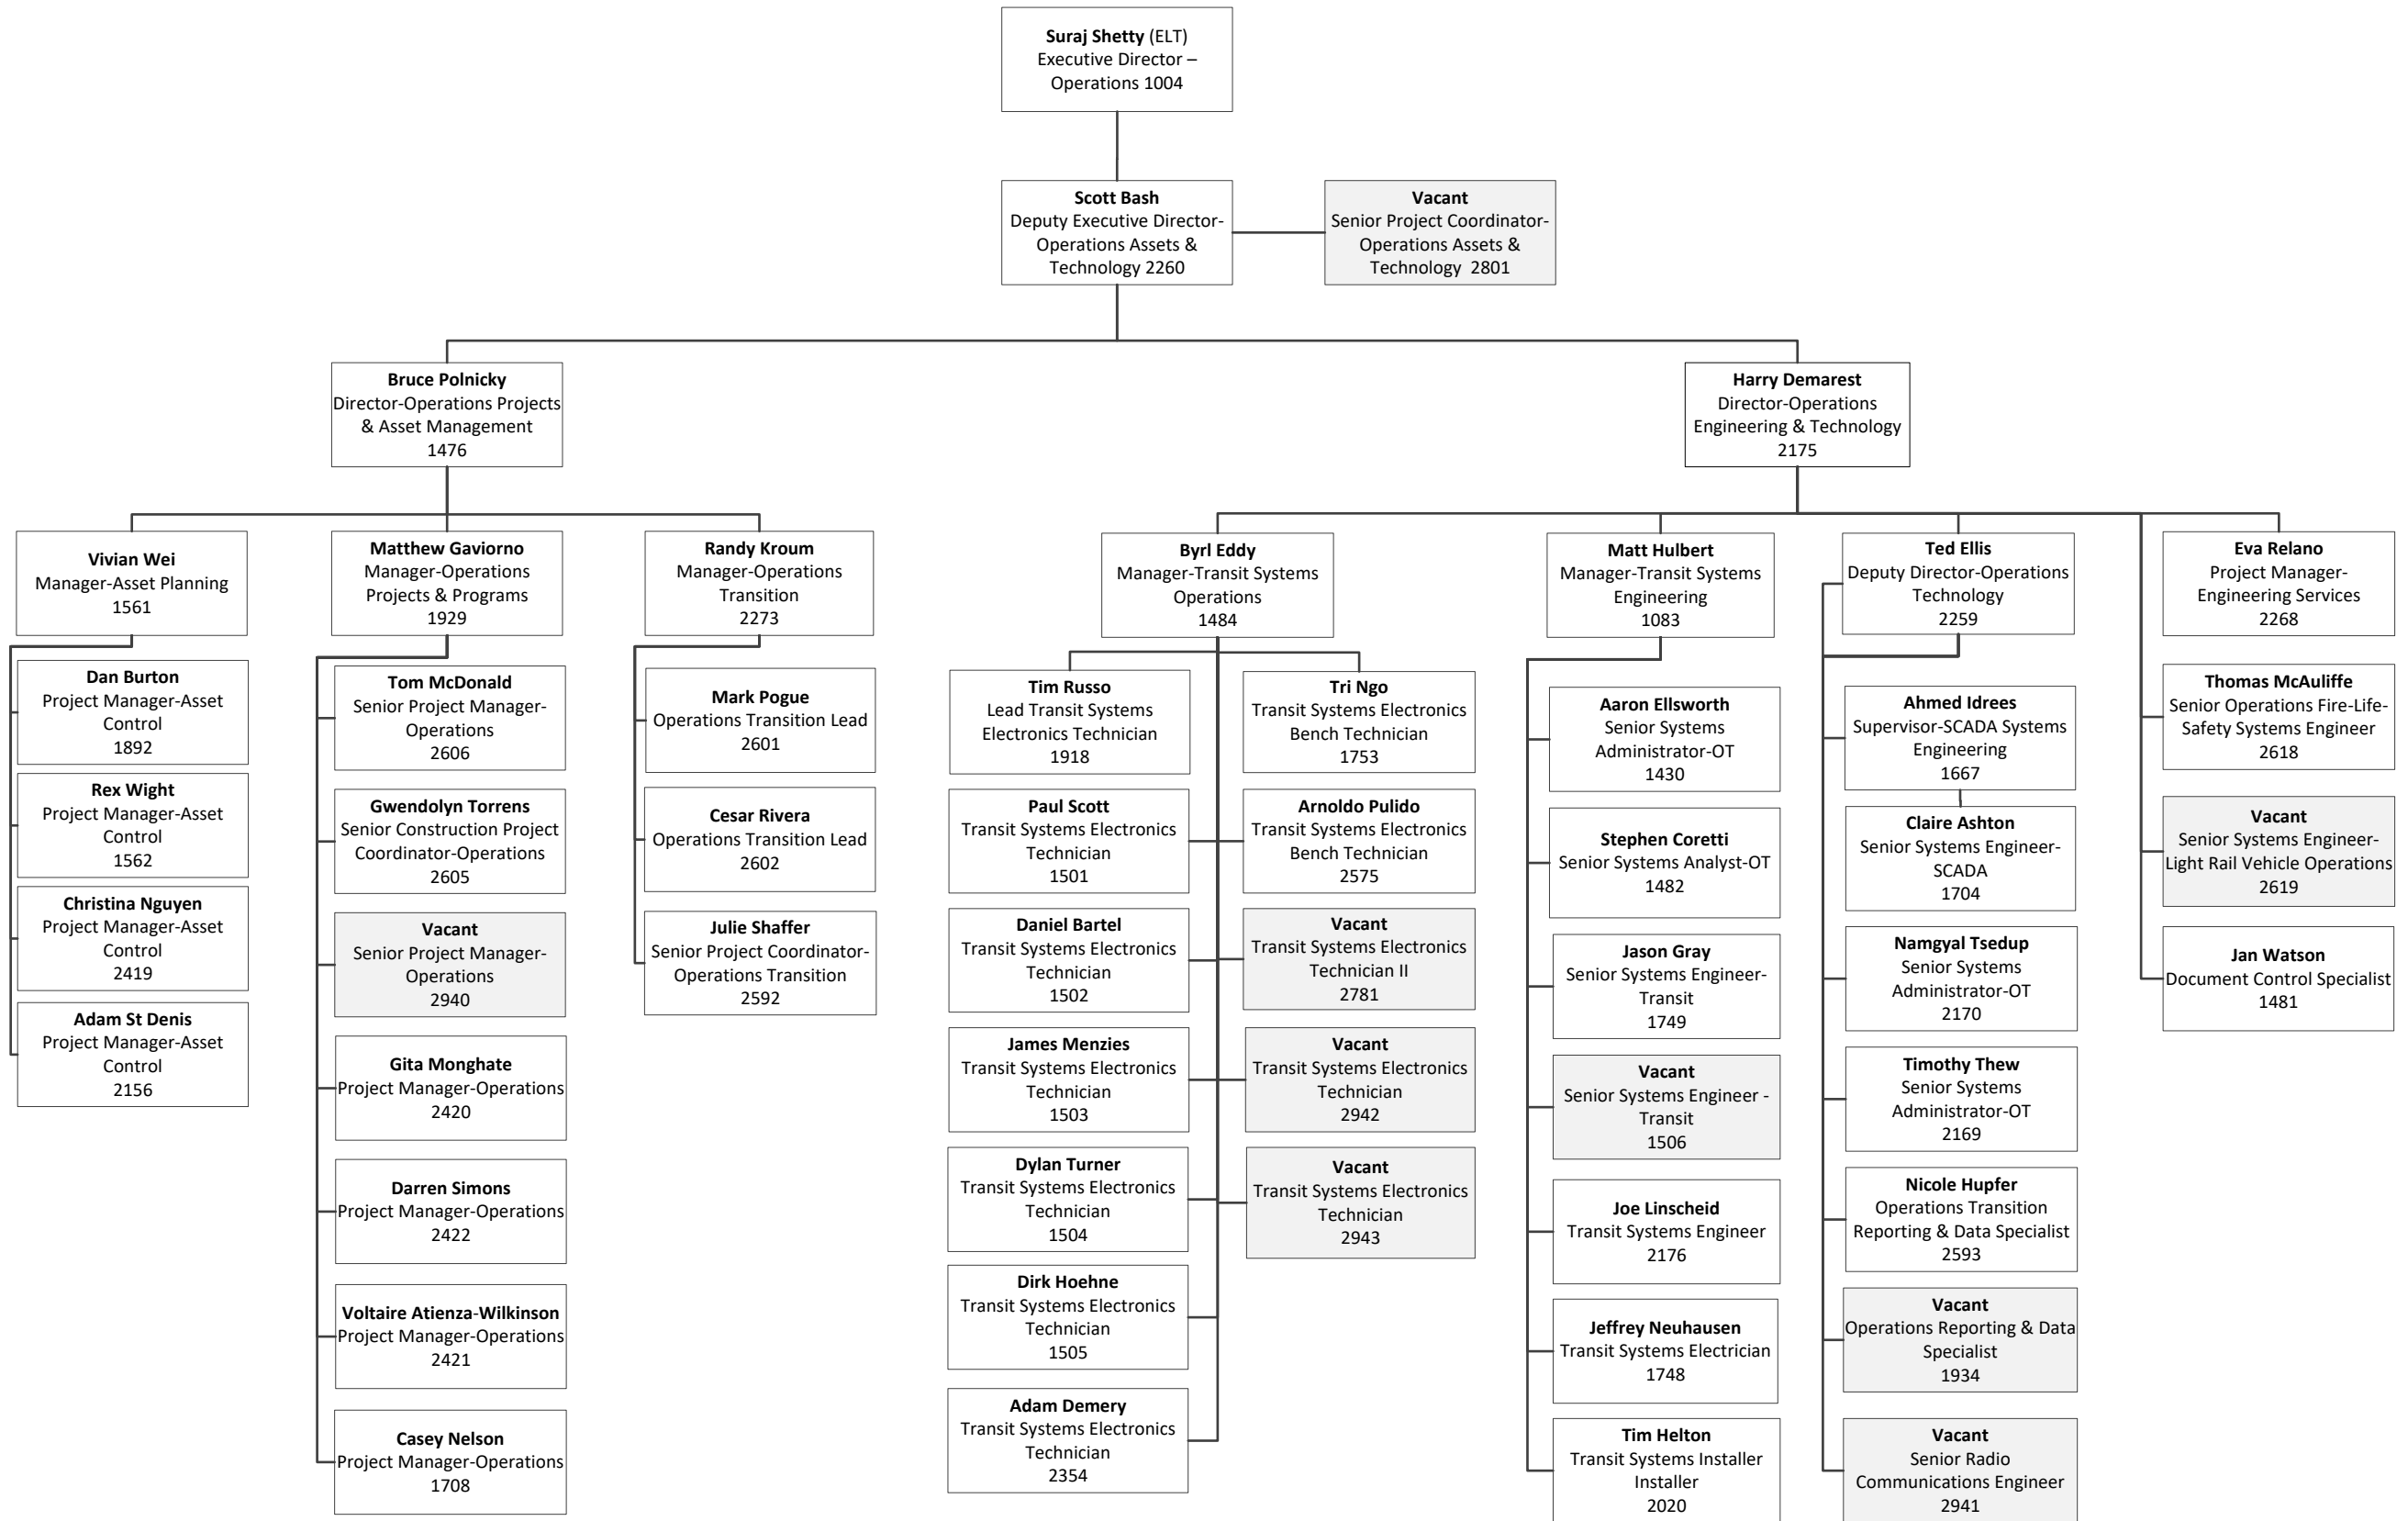 Suraj Shetty (ELT)
Executive Director –
Operations 1004
Scott Bash
Deputy Executive Director-
Operations Assets &
Technology 2260
Vacant
Senior Project Coordinator-
Operations Assets &
Technology  2801
Bruce Polnicky
Director-Operations Projects
& Asset Management
1476
Harry Demarest
Director-Operations
Engineering & Technology
2175
Vivian Wei
Manager-Asset Planning
1561
Dan Burton
Project Manager-Asset
Control
1892
Rex Wight
Project Manager-Asset
Control
1562
Christina Nguyen
Project Manager-Asset
Control
2419
Adam St Denis
Project Manager-Asset
Control
2156
Matthew Gaviorno
Manager-Operations
Projects & Programs
1929
Tom McDonald
Senior Project Manager-
Operations
2606
Gwendolyn Torrens
Senior Construction Project
Coordinator-Operations
2605
Vacant
Senior Project Manager-
Operations
2940
Gita Monghate
Project Manager-Operations
2420
Darren Simons
Project Manager-Operations
2422
Voltaire Atienza-Wilkinson
Project Manager-Operations
2421
Casey Nelson
Project Manager-Operations
1708
Randy Kroum
Manager-Operations
Transition
2273
Mark Pogue
Operations Transition Lead
2601
Cesar Rivera
Operations Transition Lead
2602
Julie Shaffer
Senior Project Coordinator-
Operations Transition
2592
Byrl Eddy
Manager-Transit Systems
Operations
1484
Tim Russo
Lead Transit Systems
Electronics Technician
1918
Paul Scott
Transit Systems Electronics
Technician
1501
Daniel Bartel
Transit Systems Electronics
Technician
1502
James Menzies
Transit Systems Electronics
Technician
1503
Dylan Turner
Transit Systems Electronics
Technician
1504
Dirk Hoehne
Transit Systems Electronics
Technician
1505
Adam Demery
Transit Systems Electronics
Technician
2354
Tri Ngo
Transit Systems Electronics
Bench Technician
1753
Arnoldo Pulido
Transit Systems Electronics
Bench Technician
2575
Vacant
Transit Systems Electronics
Technician II
2781
Vacant
Transit Systems Electronics
Technician
2942
Vacant
Transit Systems Electronics
Technician
2943
Matt Hulbert
Manager-Transit Systems
Engineering
1083
Aaron Ellsworth
Senior Systems
Administrator-OT
1430
Stephen Coretti
Senior Systems Analyst-OT
1482
Jason Gray
Senior Systems Engineer-
Transit
1749
Vacant
Senior Systems Engineer -
Transit
1506
Joe Linscheid
Transit Systems Engineer
2176
Jeffrey Neuhausen
Transit Systems Electrician
1748
Tim Helton
Transit Systems Installer
Installer
2020
Ted Ellis
Deputy Director-Operations
Technology
2259
Ahmed Idrees
Supervisor-SCADA Systems
Engineering
1667
Claire Ashton
Senior Systems Engineer-
SCADA
1704
Namgyal Tsedup
Senior Systems
Administrator-OT
2170
Timothy Thew
Senior Systems
Administrator-OT
2169
Nicole Hupfer
Operations Transition
Reporting & Data Specialist
2593
Vacant
Operations Reporting & Data
Specialist
1934
Vacant
Senior Radio
Communications Engineer
2941
Eva Relano
Project Manager-
Engineering Services
2268
Thomas McAuliffe
Senior Operations Fire-Life-
Safety Systems Engineer
2618
Vacant
Senior Systems Engineer-
Light Rail Vehicle Operations
2619
Jan Watson
Document Control Specialist
1481